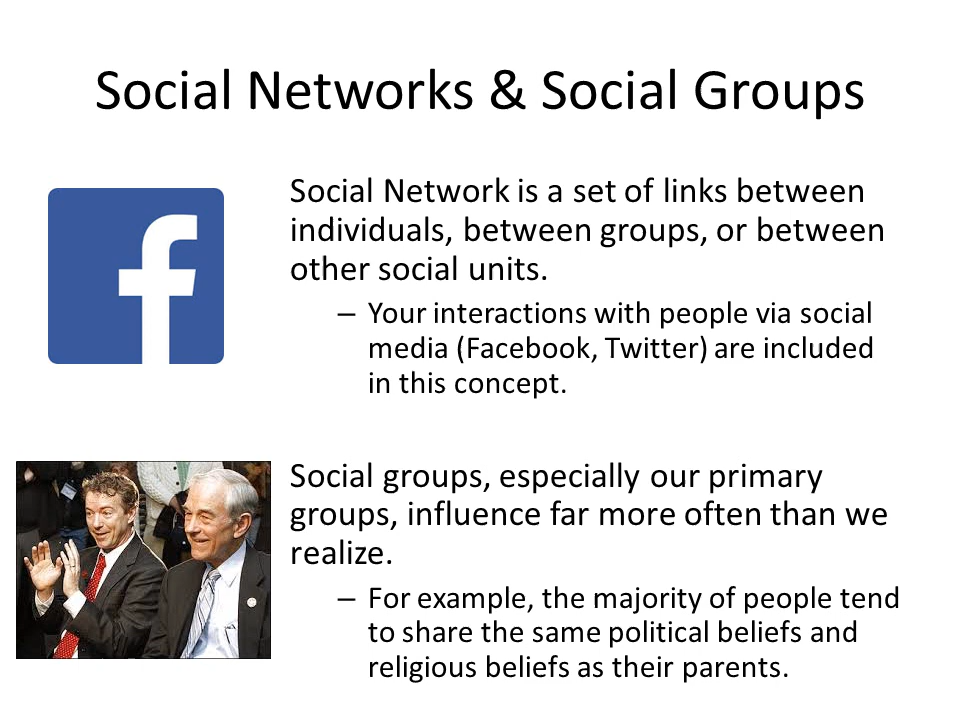 Social Networks & Social Groups
Social Network is a set of links between
individuals, between groups, or between
other social units.
– Your interactions with people via social
media (Facebook, Twitter) are included
in this concept.
Social groups, especially our primary
groups, influence far more often than we
realize.
– For example, the majority of people tend
to share the same political beliefs and
religious beliefs as their parents.